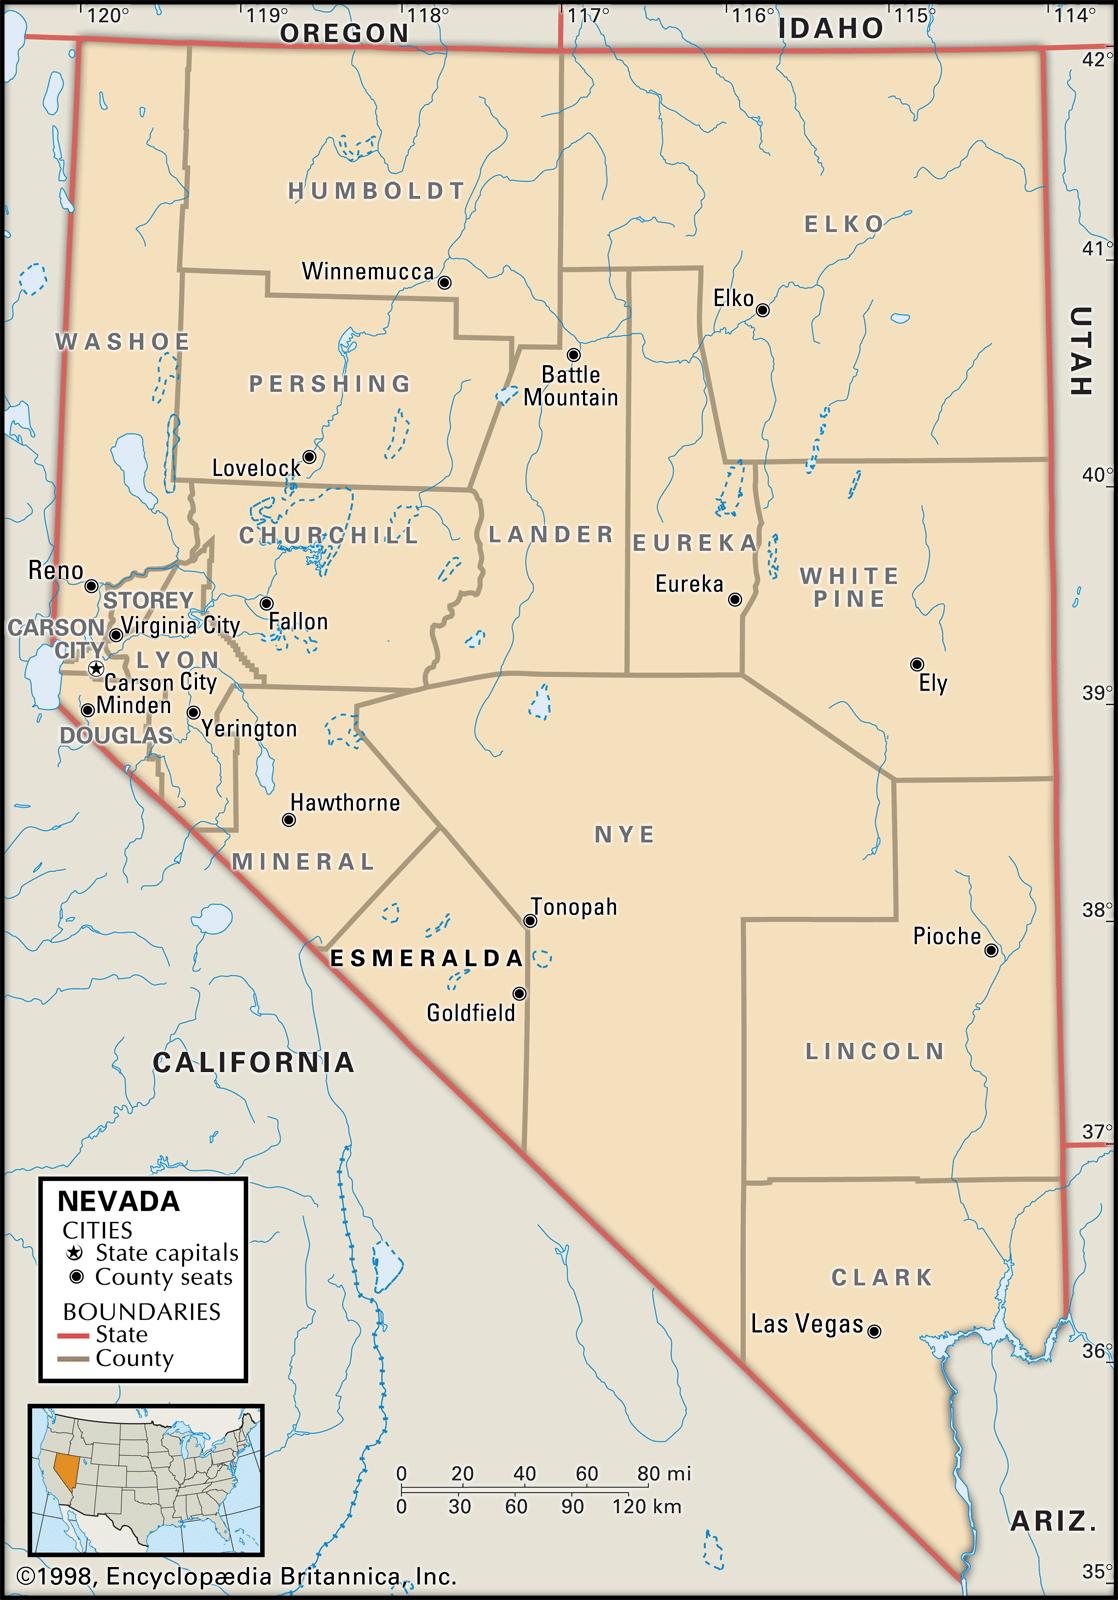 119°
118°
117°
116°
115°
114°
OREGON
IDAHO
42°
HUMBOLDT
ELKO
41°
Winnemucca
Elko
UTAH
WASHOE
PERSHING
Battle
Mountain
Lovelock
40°
CHURCHILL
LANDER
EUREKA
Reno
Eureka
WHITE
PINE
STOREY
Fallon
CARSON
CITY
Virginia City
LYON
Carson City
Ely
39°
Minden
DOUGLAS
Yerington
Hawthorne
NYE
MINERAL
Tonopah
38°
Pioche
ESMERALDA
Goldfield
LINCOLN
CALIFORNIA
37°
NEVADA
CITIES
State capitals
County seats
BOUNDARIES
State
County
CLARK
Las Vegas
36°
0 20 40 60 80 mi
0 30 60 90 120 km
ARIZ.
35°
©1998, Encyclopædia Britannica, Inc.
120°